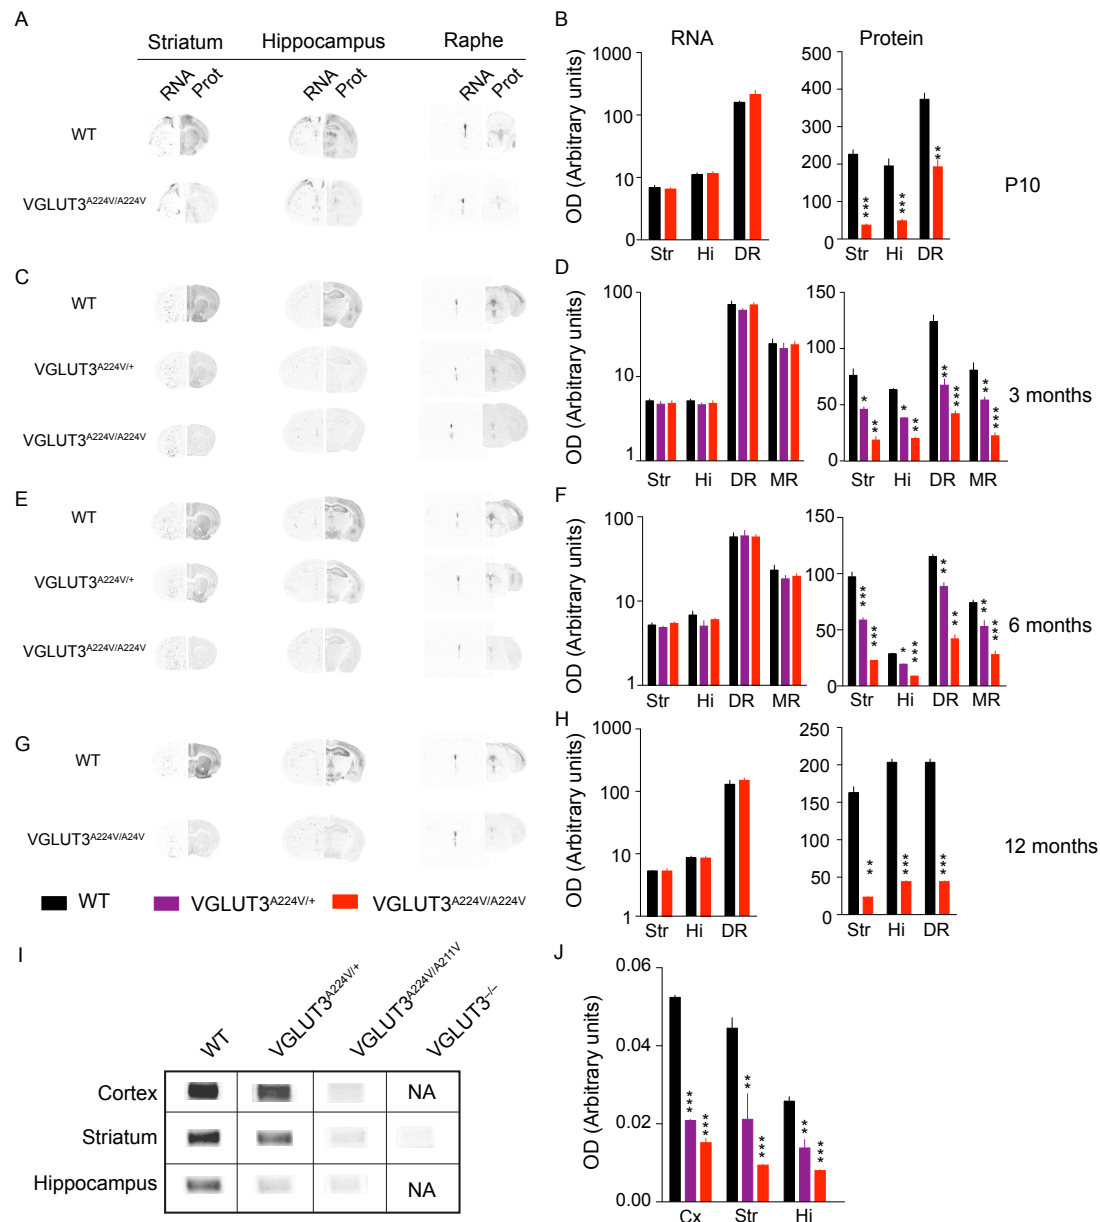 A
Striatum Hippocampus Raphe
RNA Prot RNA Prot RNA Prot
WT
VGLUT3A224V/A224V
B
RNA Protein
OD (Arbitrary units)
1000
100
10
0
Str Hi DR
500
400
300
200
100
0
*** *** **
Str Hi DR
P10
C
WT
VGLUT3A224V/+
VGLUT3A224V/A224V
D
OD (Arbitrary units)
100
10
1
Str Hi DR MR
150
100
50
0
* ** * ** ** *** ** ***
Str Hi DR MR
3 months
E
WT
VGLUT3A224V/+
VGLUT3A224V/A224V
F
OD (Arbitrary units)
100
10
1
Str Hi DR MR
150
100
50
0
*** *** * *** ** ** ** ***
Str Hi DR MR
6 months
G
WT
VGLUT3A224V/A24V
H
OD (Arbitrary units)
1000
100
10
1
Str Hi DR
250
200
150
100
50
0
** *** ***
Str Hi DR
12 months
WT VGLUT3A224V/+ VGLUT3A224V/A224V
I
WT VGLUT3A224V/+ VGLUT3A224V/A211V VGLUT3–/–
Cortex NA
Striatum
Hippocampus NA
J
OD (Arbitrary units)
0.06
0.04
0.02
0.00
*** *** ** *** ** ***
Cx Str Hi